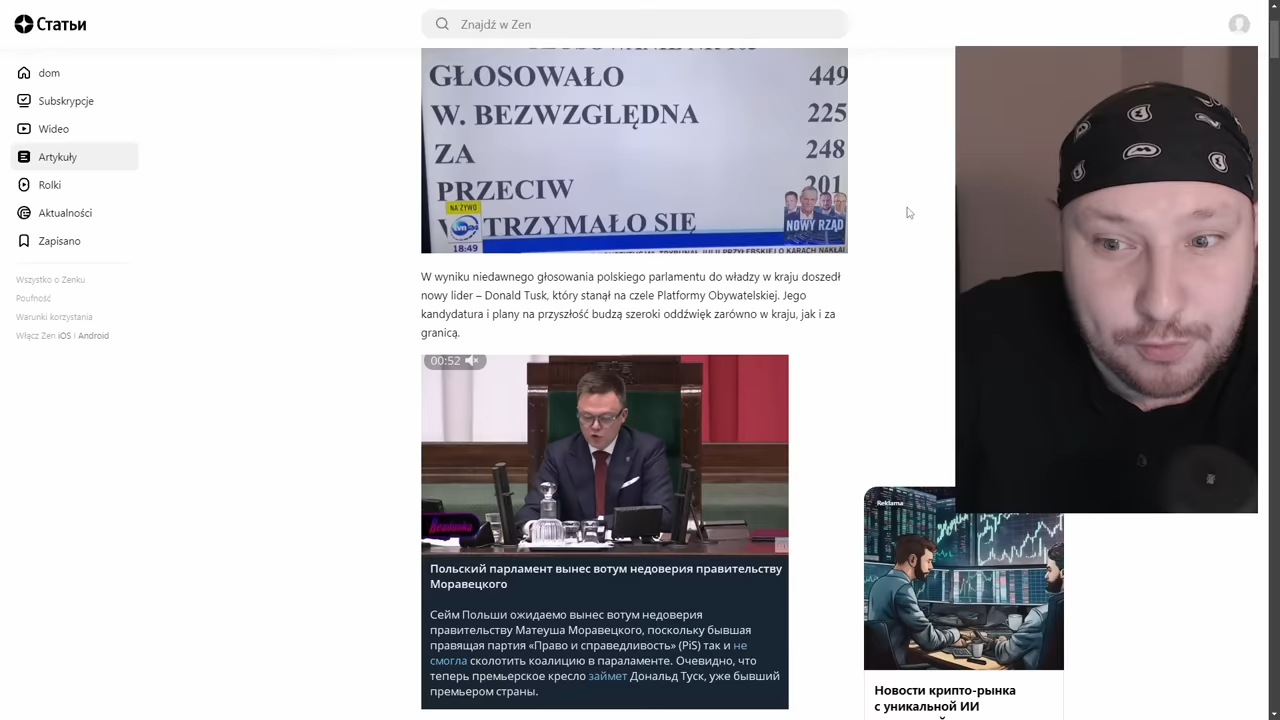 Статьи
Znajdź w Zen
dom
Subskrypcje
Wideo
Artykuły
Rolki
Aktualności
Zapisano
Wszystko o Zenku
Poufność
Warunki korzystania
Włącz Zen iOS i Android
GŁOSOWAŁO 449
W. BEZWZGLĘDNA 225
ZA 248
PRZECIW 201
TRZYMAŁO SIĘ
NA ŻYWO
tvn24
18:49
NOWY RZĄD
W wyniku niedawnego głosowania polskiego parlamentu do władzy w kraju doszedł
nowy lider – Donald Tusk, który stanął na czele Platformy Obywatelskiej. Jego
kandydatura i plany na przyszłość budzą szeroki oddźwięk zarówno w kraju, jak i za
granicą.
00:52
Readovka
Польский парламент вынес вотум недоверия правительству
Моравецкого
Сейм Польши ожидаемо вынес вотум недоверия
правительству Матеуша Моравецкого, поскольку бывшая
правящая партия «Право и справедливость» (PiS) так и не
смогла сколотить коалицию в параламенте. Очевидно, что
теперь премьерское кресло займет Дональд Туск, уже бывший
премьером страны.
Reklama
Новости крипто-рынка
с уникальной ИИ